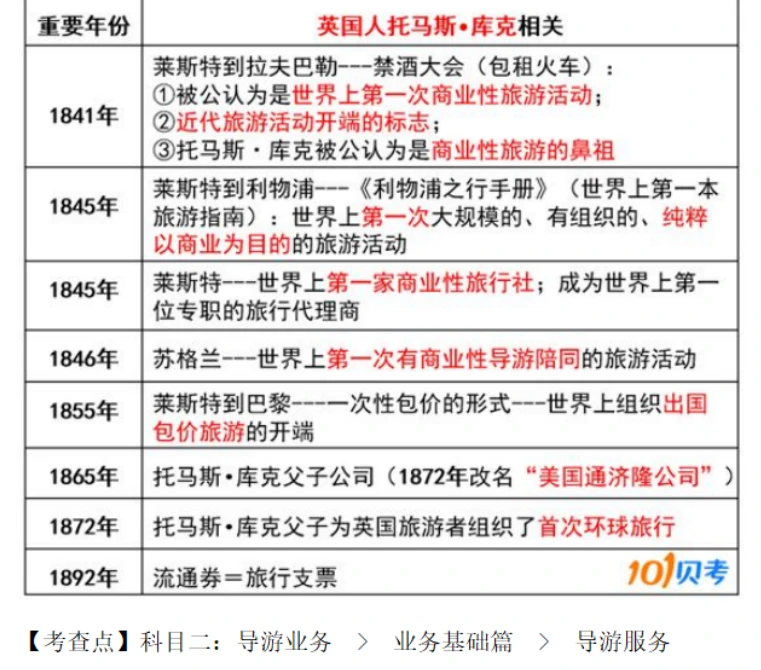 重要年份 英国人托马斯•库克相关
1841年
莱斯特到拉夫巴勒---禁酒大会（包租火车）：
①被公认为是世界上第一次商业性旅游活动；
②近代旅游活动开端的标志；
③托马斯·库克被公认为是商业性旅游的鼻祖
1845年
莱斯特到利物浦---《利物浦之行手册》（世界上第一本
旅游指南）：世界上第一次大规模的、有组织的、纯粹
以商业为目的的旅游活动
1845年
莱斯特---世界上第一家商业性旅行社；成为世界上第一
位专职的旅行代理商
1846年 苏格兰---世界上第一次有商业性导游陪同的旅游活动
1855年
莱斯特到巴黎---一次性包价的形式---世界上组织出国
包价旅游的开端
1865年 托马斯•库克父子公司（1872年改名“美国通济隆公司”）
1872年 托马斯•库克父子为英国旅游者组织了首次环球旅行
1892年 流通券＝旅行支票
101贝考
【考查点】科目二：导游业务 > 业务基础篇 > 导游服务